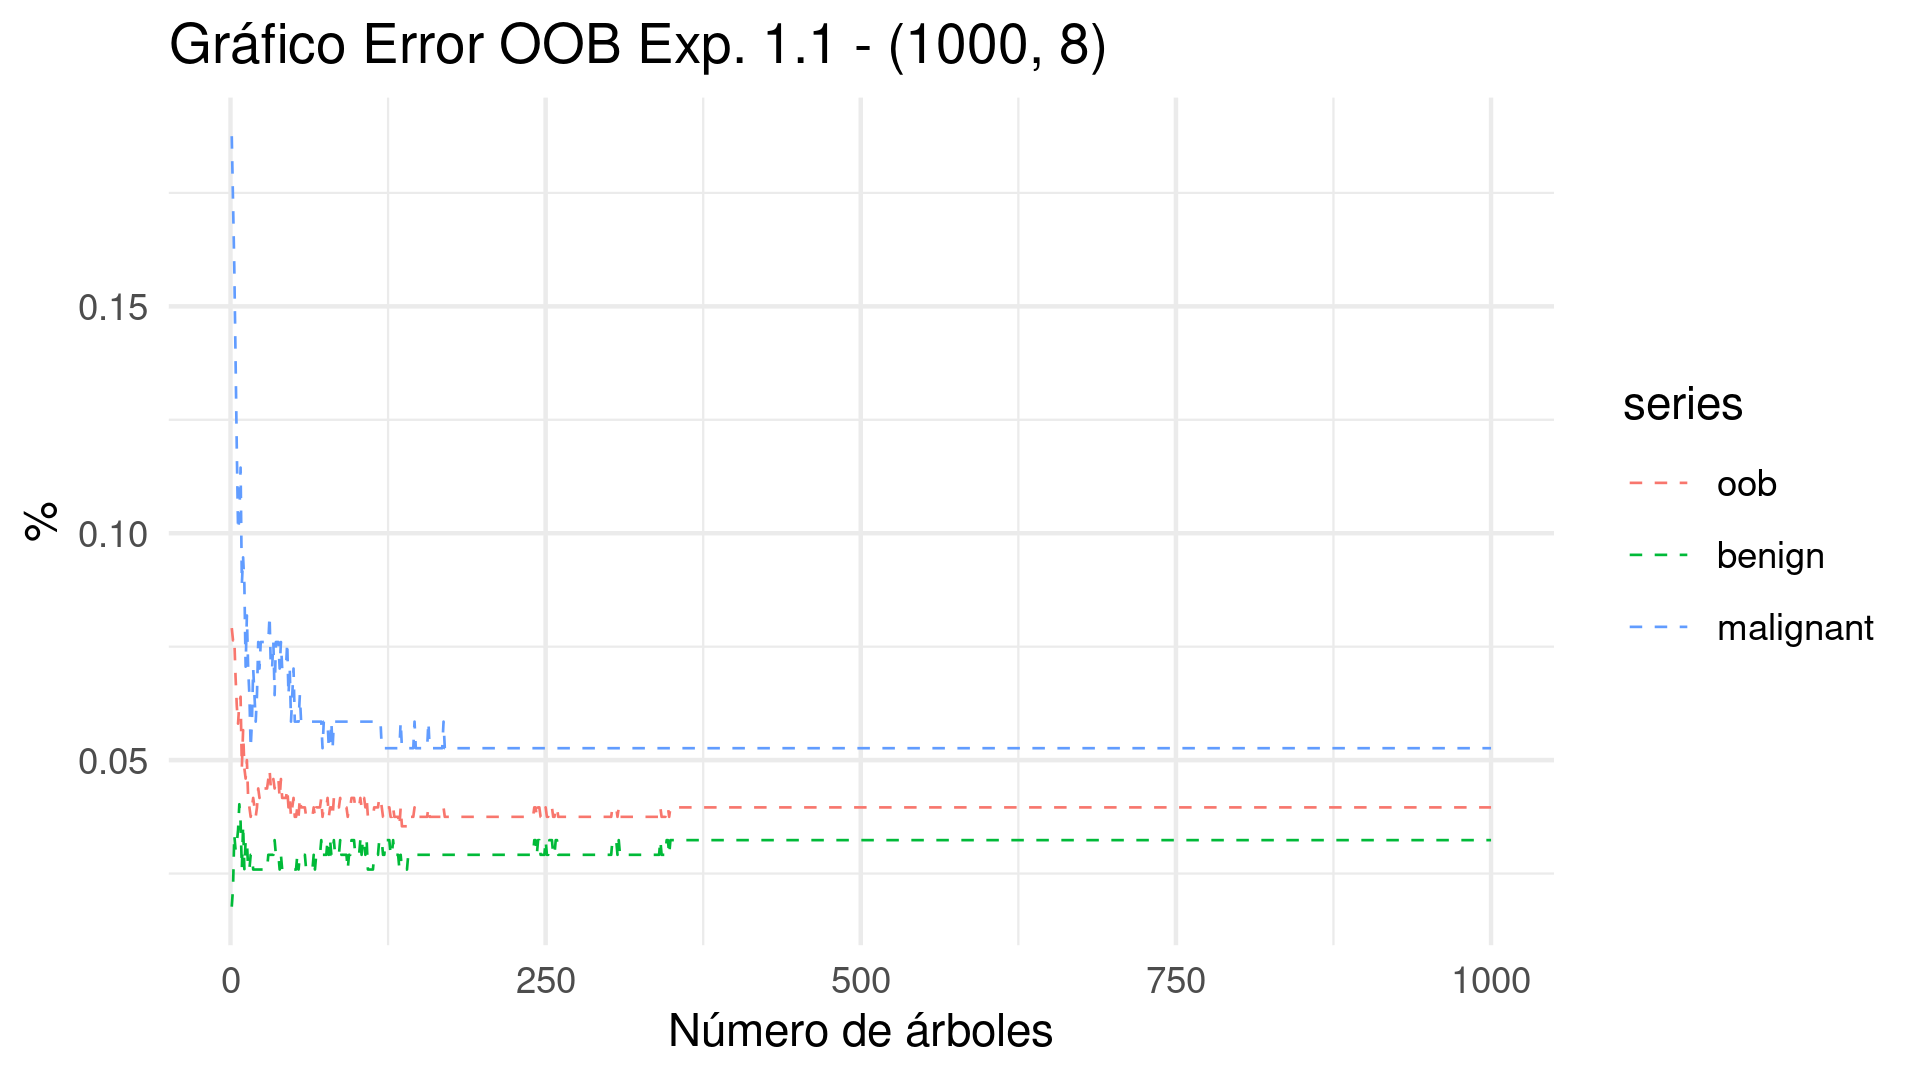 Gráfico Error OOB Exp. 1.1 - (1000, 8)
%
0.15
0.10
0.05
0 250 500 750 1000
Número de árboles
series
oob
benign
malignant